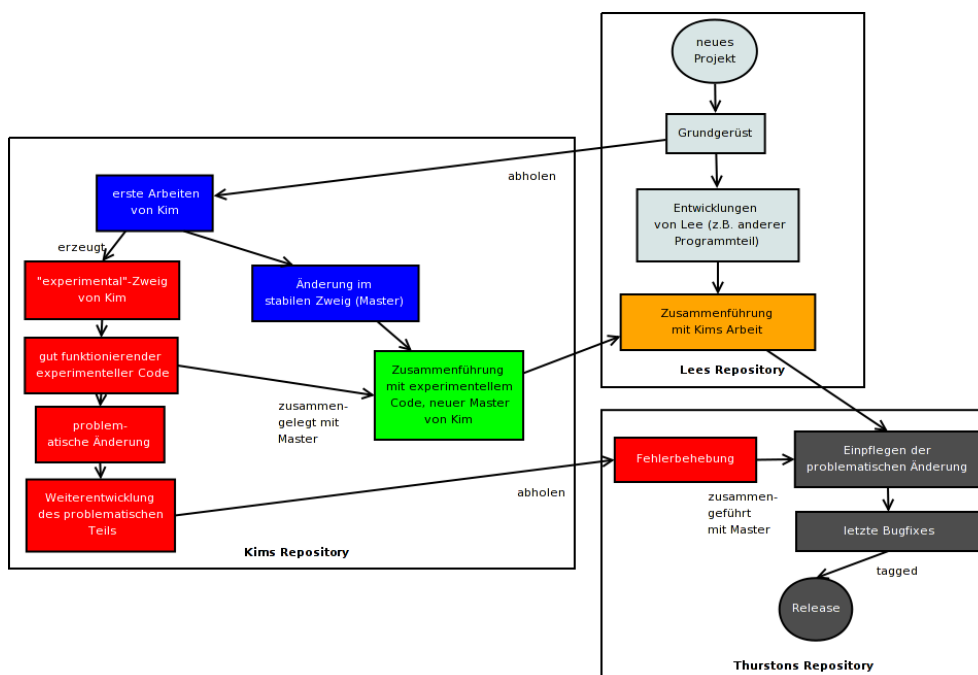 neues
Projekt
Grundgerüst
abholen
erste Arbeiten
von Kim
Entwicklungen
von Lee (z.B. anderer
Programmteil)
erzeugt
"experimental"-Zweig
von Kim
Änderung im
stabilen Zweig (Master)
Zusammenführung
mit Kims Arbeit
gut funktionierender
experimenteller Code
Zusammenführung
mit experimentellem
Code, neuer Master
von Kim
Lees Repository
zusammen-
gelegt mit
Master
problem-
atische Änderung
Weiterentwicklung
des problematischen
Teils
abholen
Kims Repository
Fehlerbehebung
Einpflegen der
problematischen Änderung
zusammen-
geführt
mit Master
letzte Bugfixes
tagged
Release
Thurstons Repository